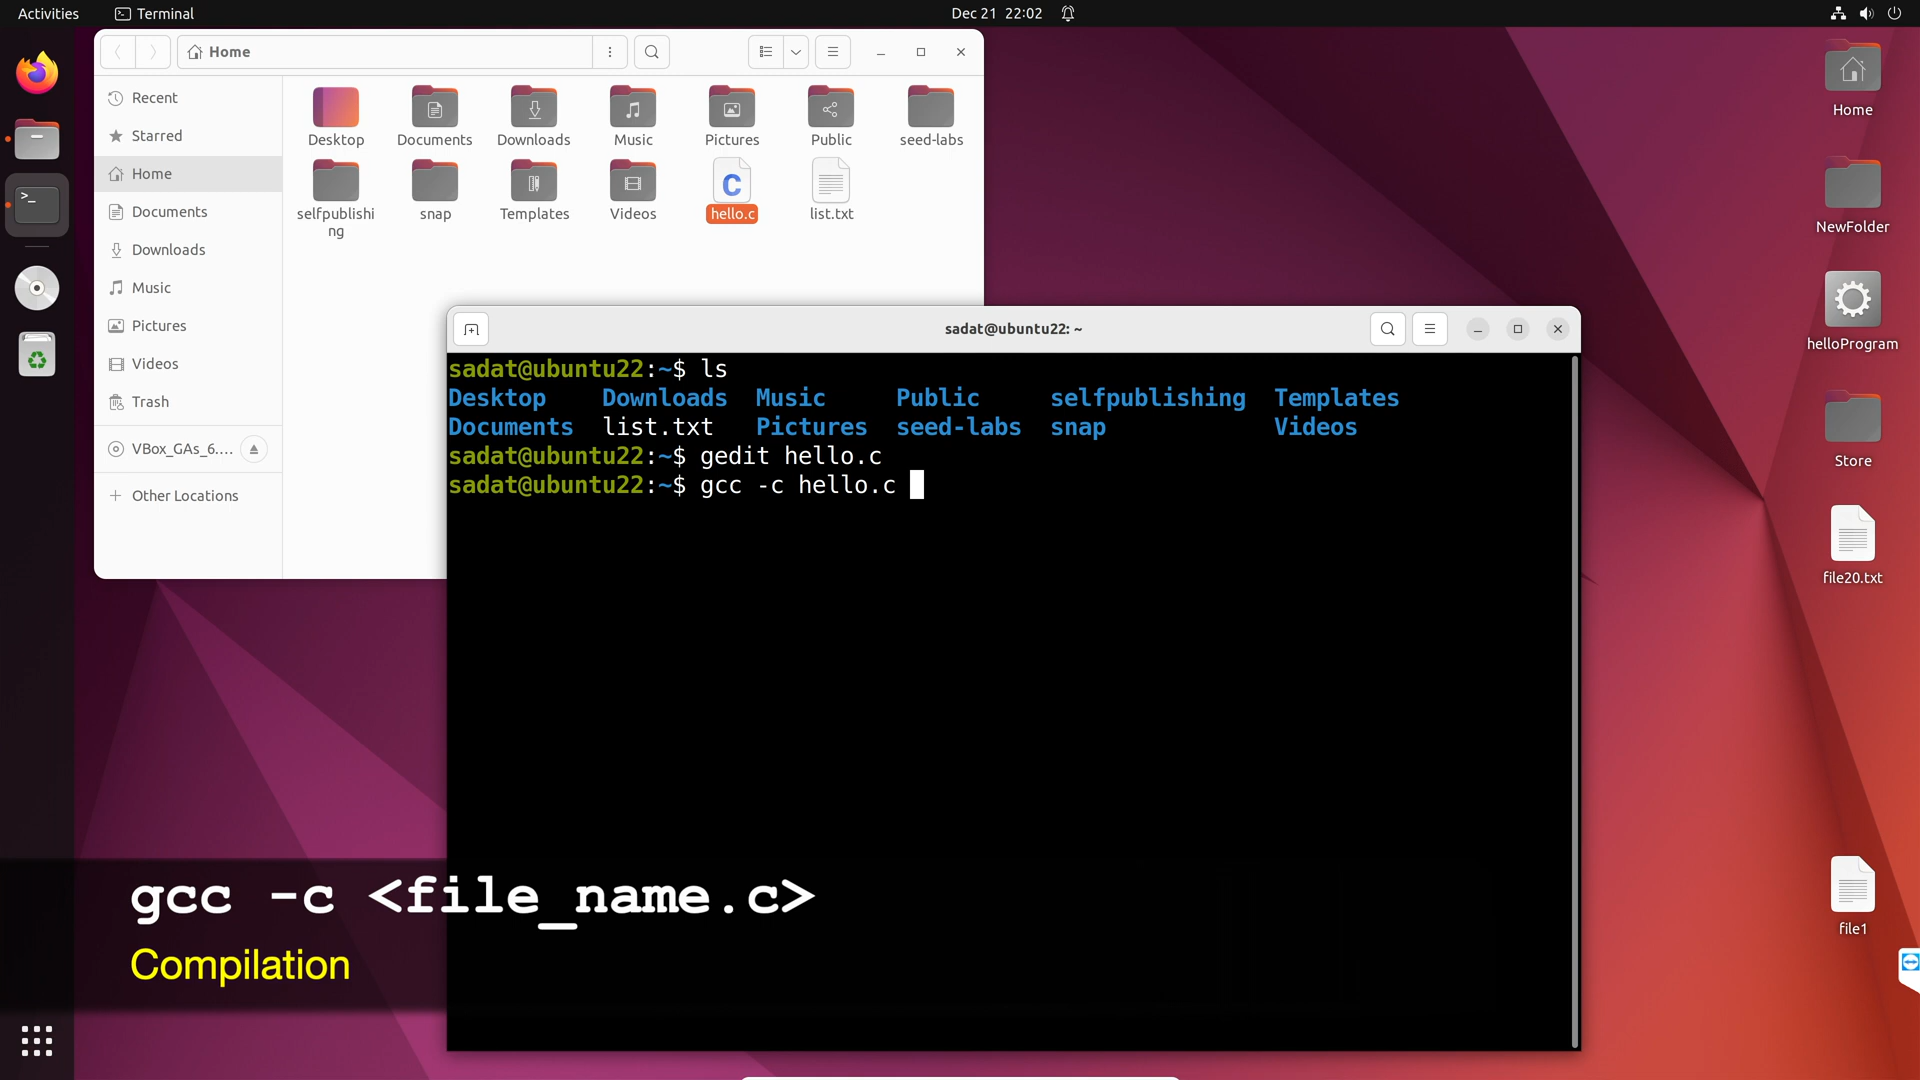 Activities
Terminal
Dec 21 22:02
Home
Recent
Starred
Home
Documents
Downloads
Music
Pictures
Videos
Trash
VBox_GAs_6....
Other Locations
Desktop
Documents
Downloads
Music
Pictures
Public
seed-labs
selfpublishi
ng
snap
Templates
Videos
hello.c
list.txt
sadat@ubuntu22: ~
sadat@ubuntu22:~$ ls
Desktop Downloads Music Public selfpublishing Templates
Documents list.txt Pictures seed-labs snap Videos
sadat@ubuntu22:~$ gedit hello.c
sadat@ubuntu22:~$ gcc -c hello.c
gcc -c <file_name.c>
Compilation
Home
NewFolder
helloProgram
Store
file20.txt
file1